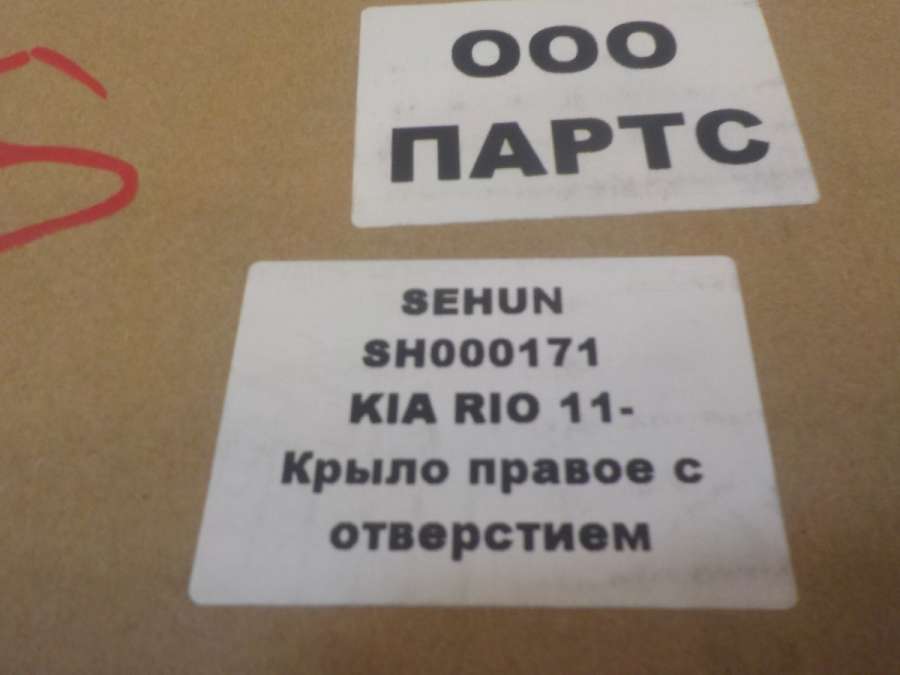 ООО
ПАРТС
SEHUN
SH000171
KIA RIO 11-
Крыло правое с
отверстием